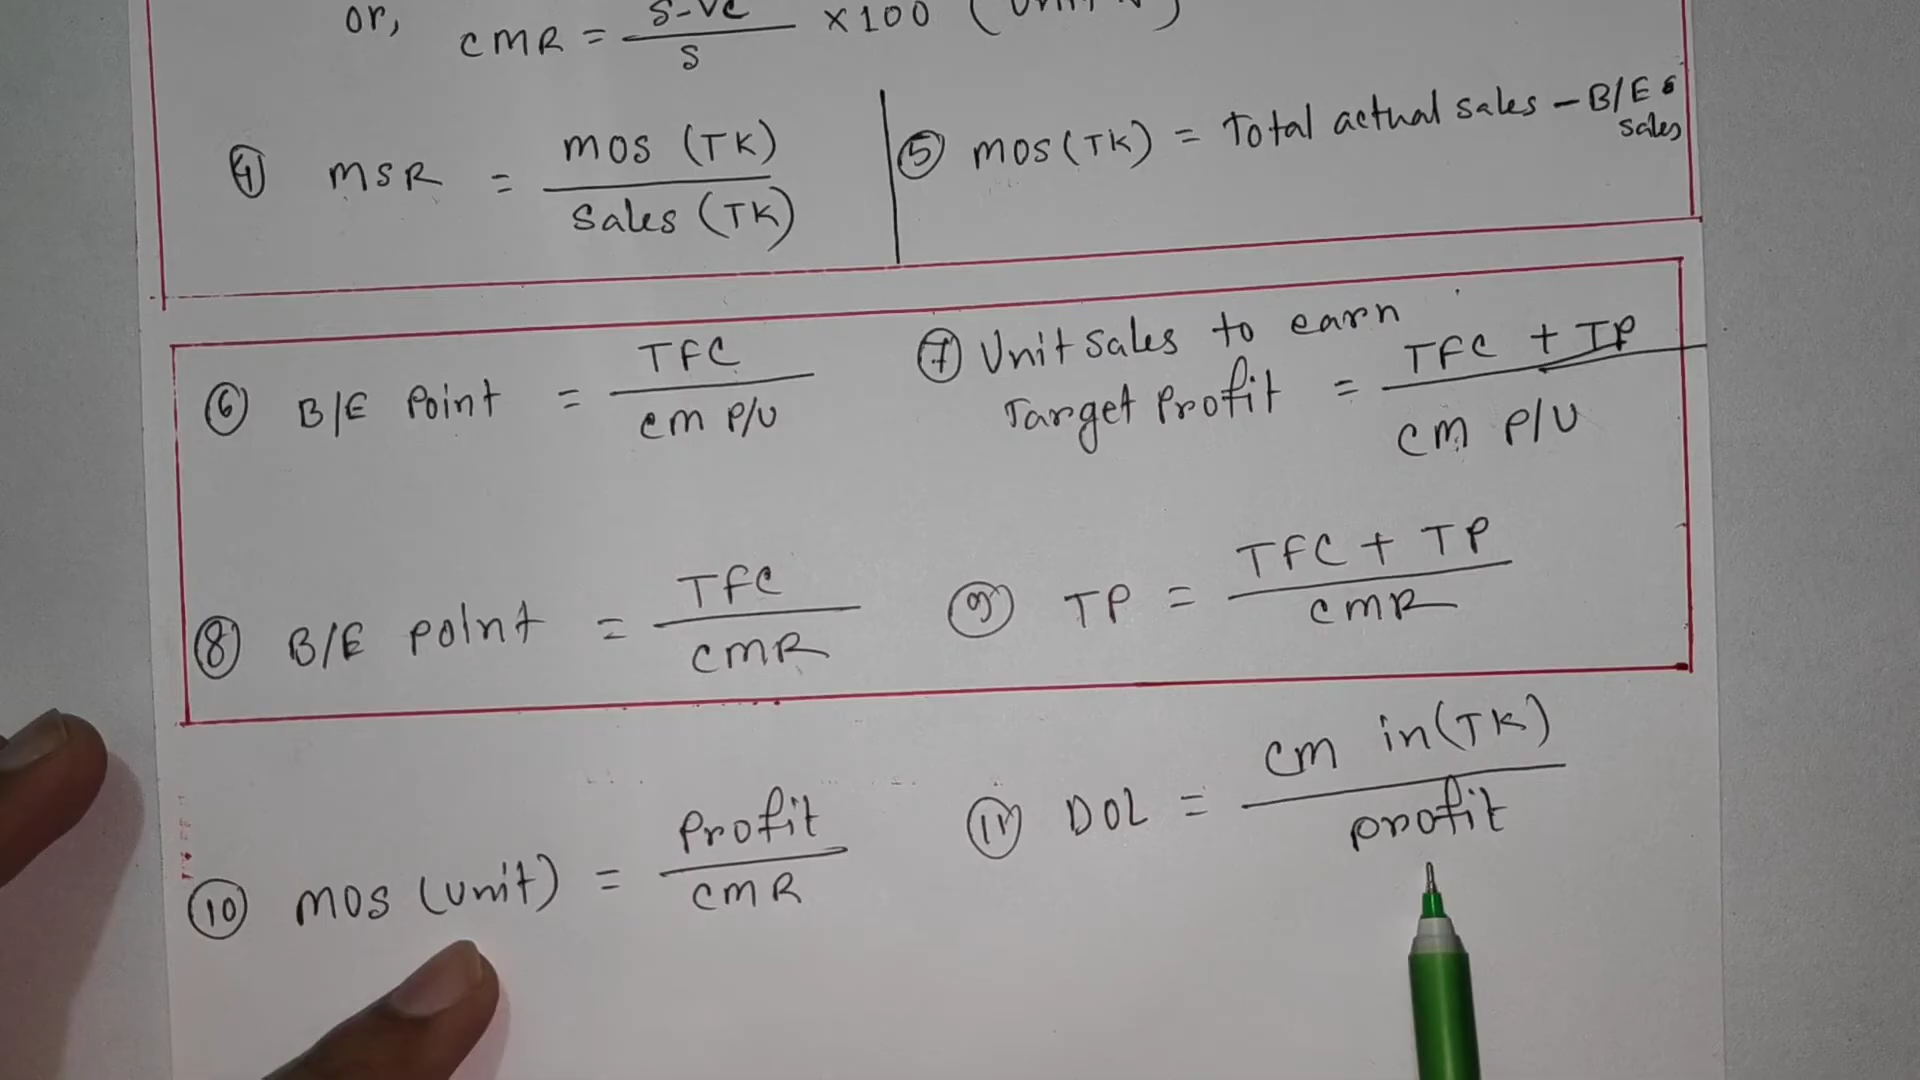 or, CMR = S-VC / S × 100 (Unit
④ MSR = MOS (TK) / Sales (TK)
⑤ MOS (TK) = Total actual sales – B/E sales
⑥ B/E Point = TFC / CM P/U
⑦ Unit Sales to earn
Target Profit = TFC + TP / CM P/U
⑧ B/E Point = TFC / CMR
⑨ TP = TFC + TP / CMR
⑩ MOS (Unit) = Profit / CMR
⑪ DOL = CM in (TK) / Profit